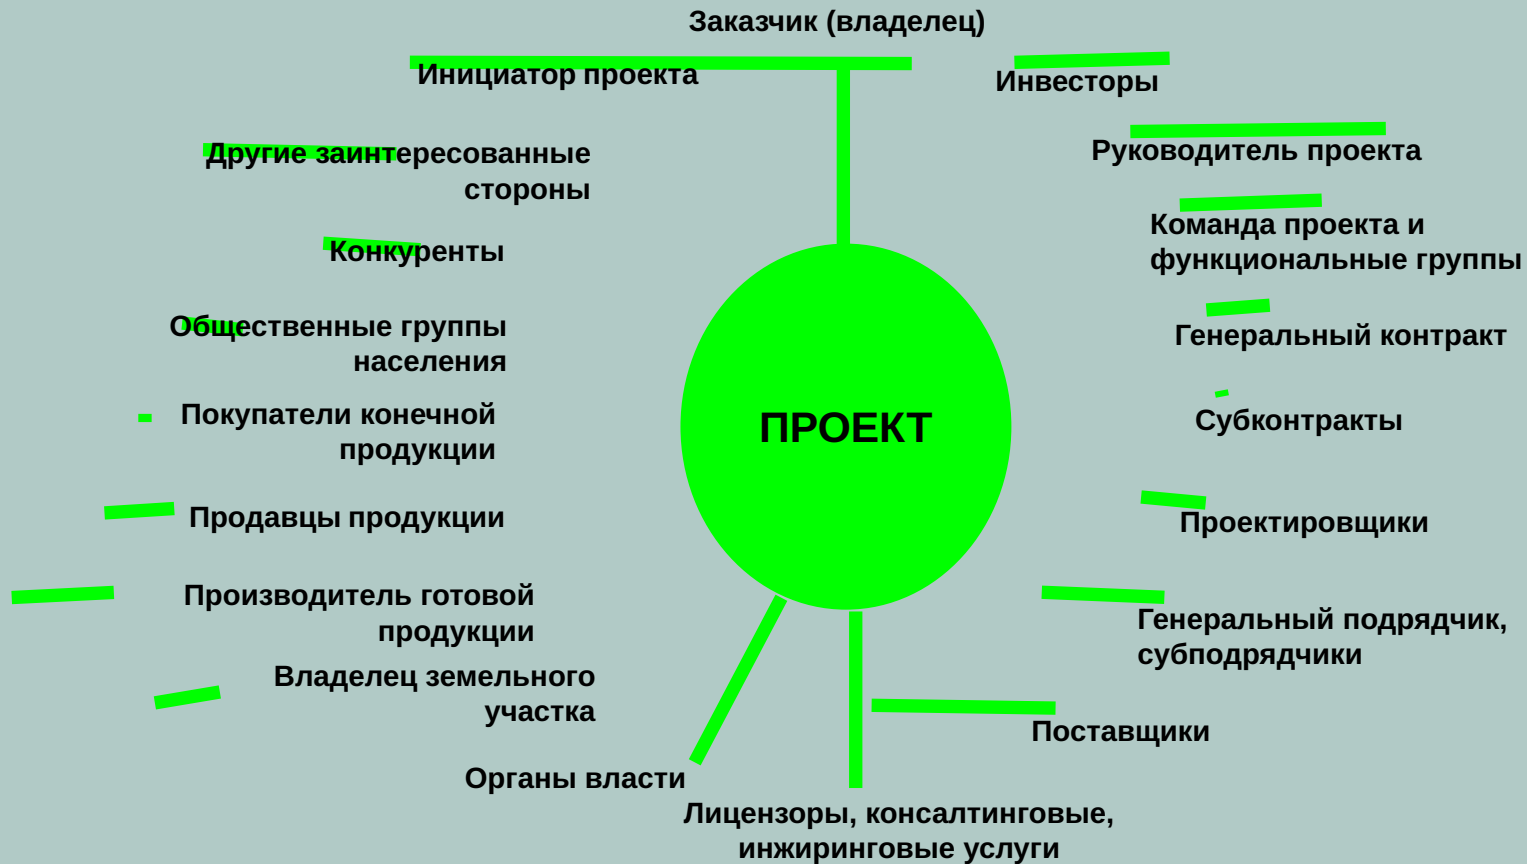 Заказчик (владелец)
Инициатор проекта
Инвесторы
Другие заинтересованные
стороны
Руководитель проекта
Конкуренты
Команда проекта и
функциональные группы
Общественные группы
населения
Генеральный контракт
Покупатели конечной
продукции
Субконтракты
ПРОЕКТ
Продавцы продукции
Проектировщики
Производитель готовой
продукции
Генеральный подрядчик,
субподрядчики
Владелец земельного
участка
Поставщики
Органы власти
Лицензоры, консалтинговые,
инжиринговые услуги